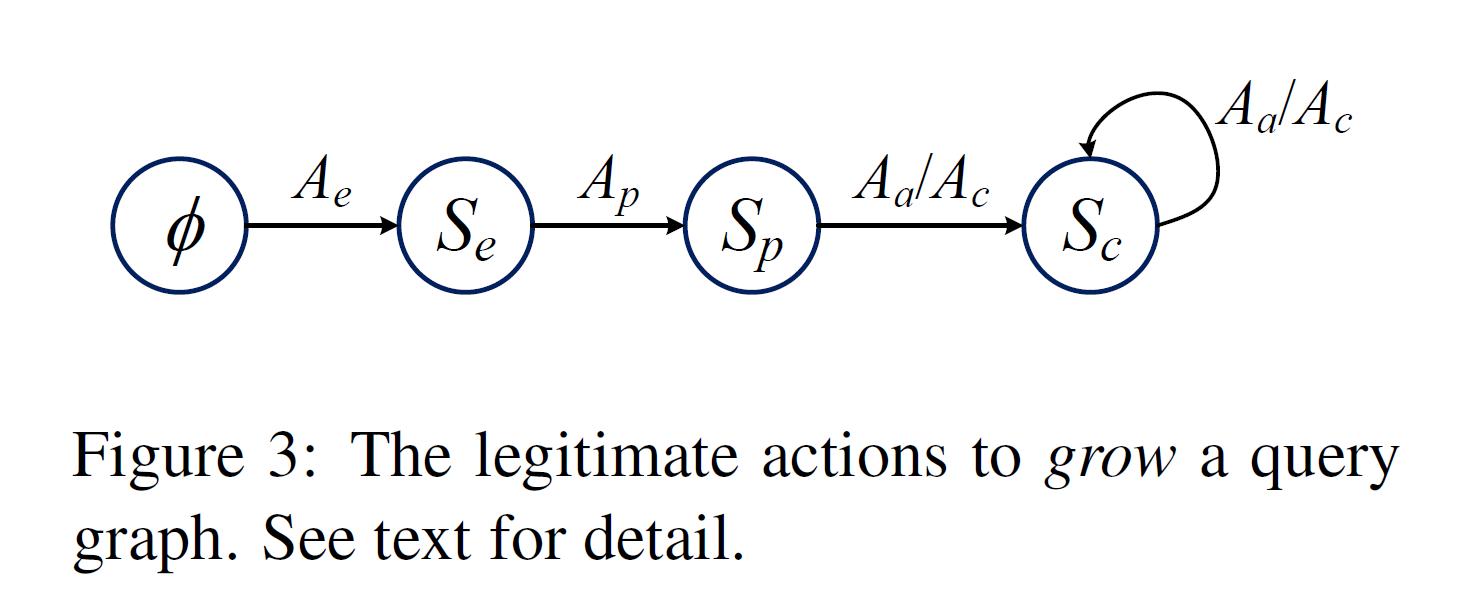 A_a/A_c
A_e A_p A_a/A_c
ϕ S_e S_p S_c
Figure 3: The legitimate actions to grow a query
graph. See text for detail.